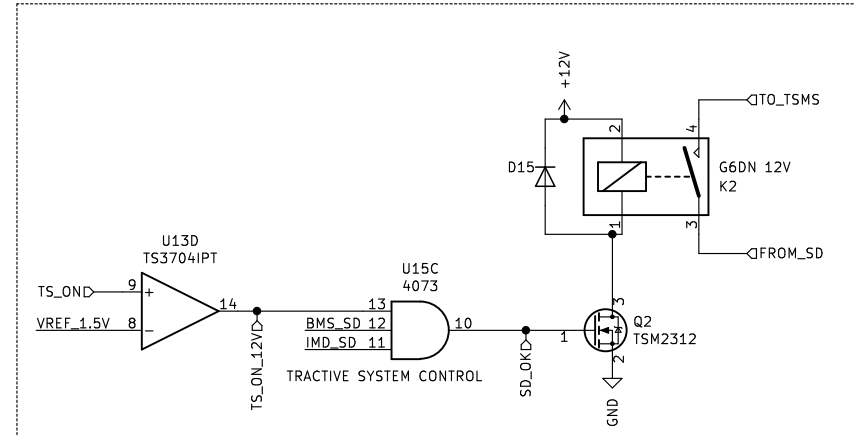 +12V
TO_TSMS
2
4
D15
G6DN 12V
K2
1
3
FROM_SD
U13D
TS3704IPT
U15C
4073
TS_ON
9
+
14
13
3
VREF_1.5V
8
-
BMS_SD
12
10
Q2
TSM2312
IMD_SD
11
1
2
TRACTIVE SYSTEM CONTROL
TS_ON_12V
SD_OK
GND